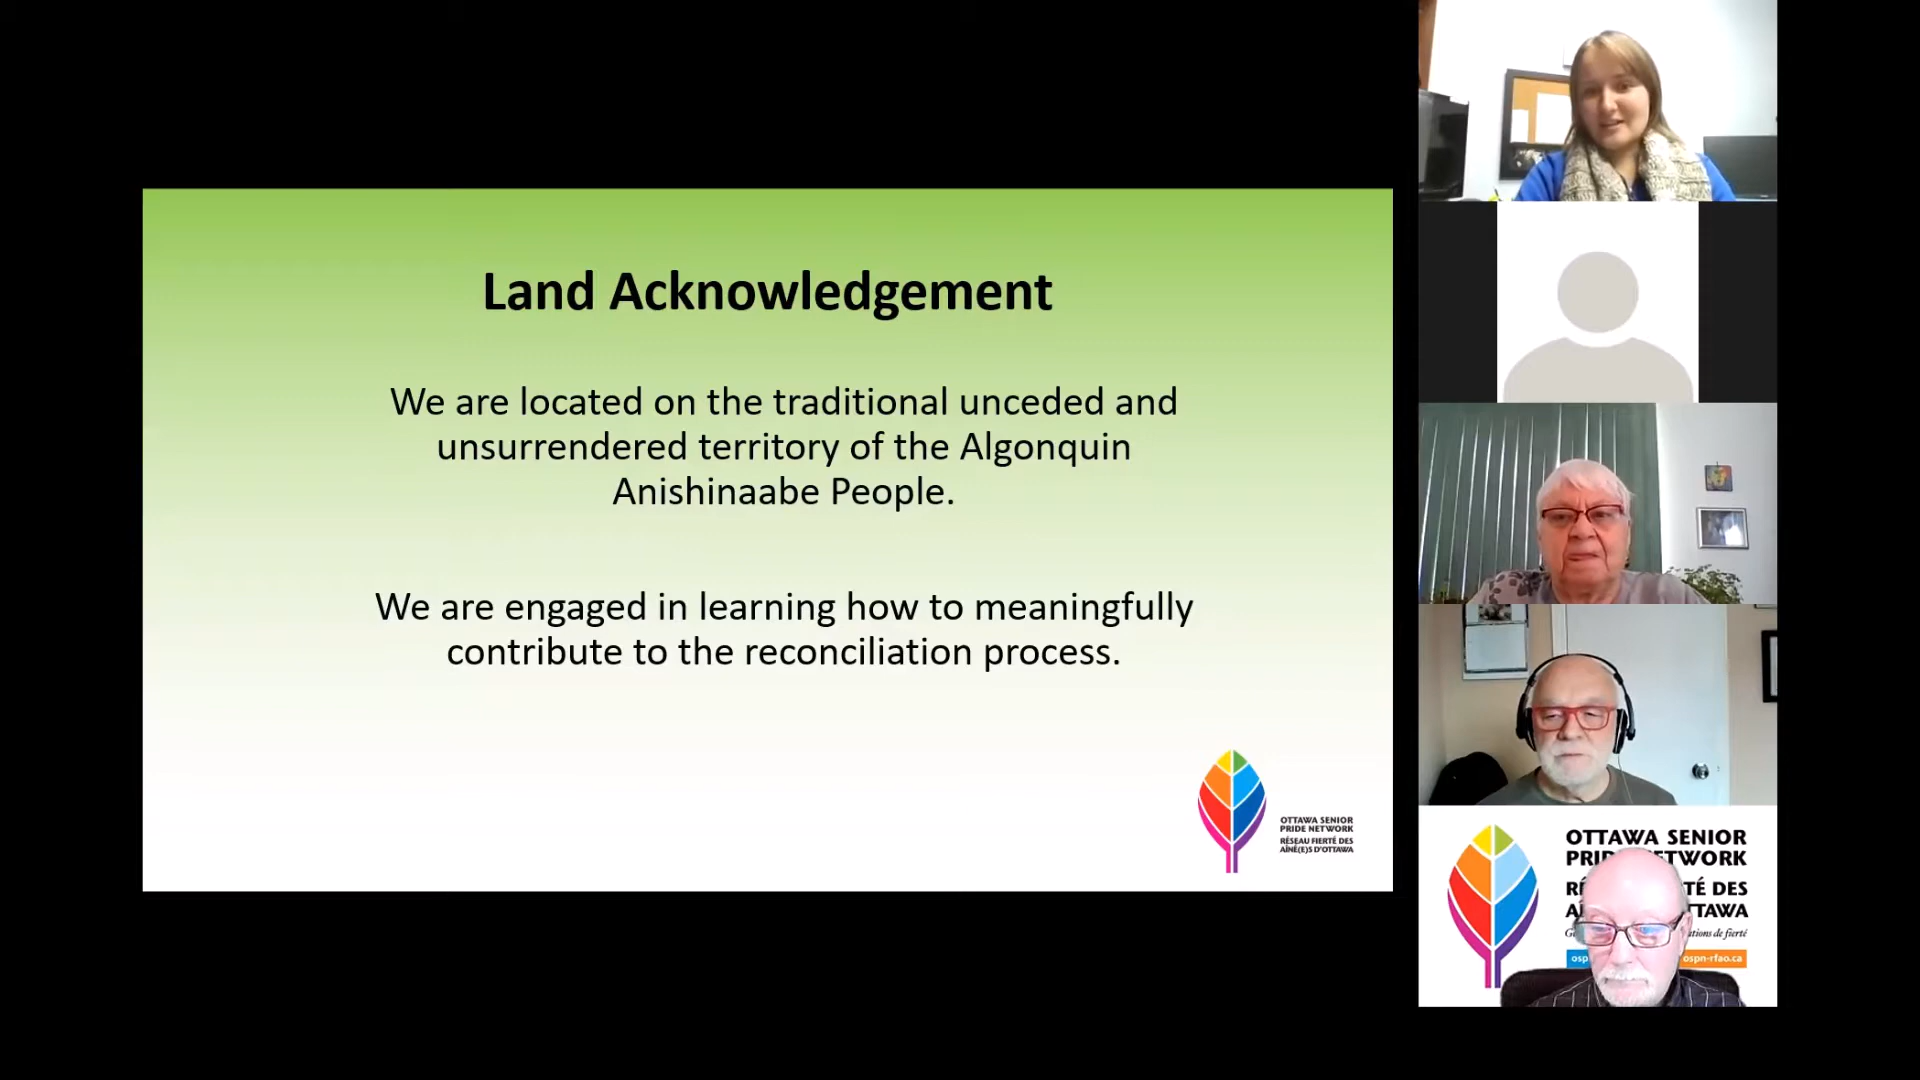 Land Acknowledgement
We are located on the traditional unceded and
unsurrendered territory of the Algonquin
Anishinaabe People.
We are engaged in learning how to meaningfully
contribute to the reconciliation process.
OTTAWA SENIOR
PRIDE NETWORK
RÉSEAU FIERTÉ DES
AÎNÉ(E)S D'OTTAWA
OTTAWA SENIOR
NETWORK
DES
ospn-rfao.ca